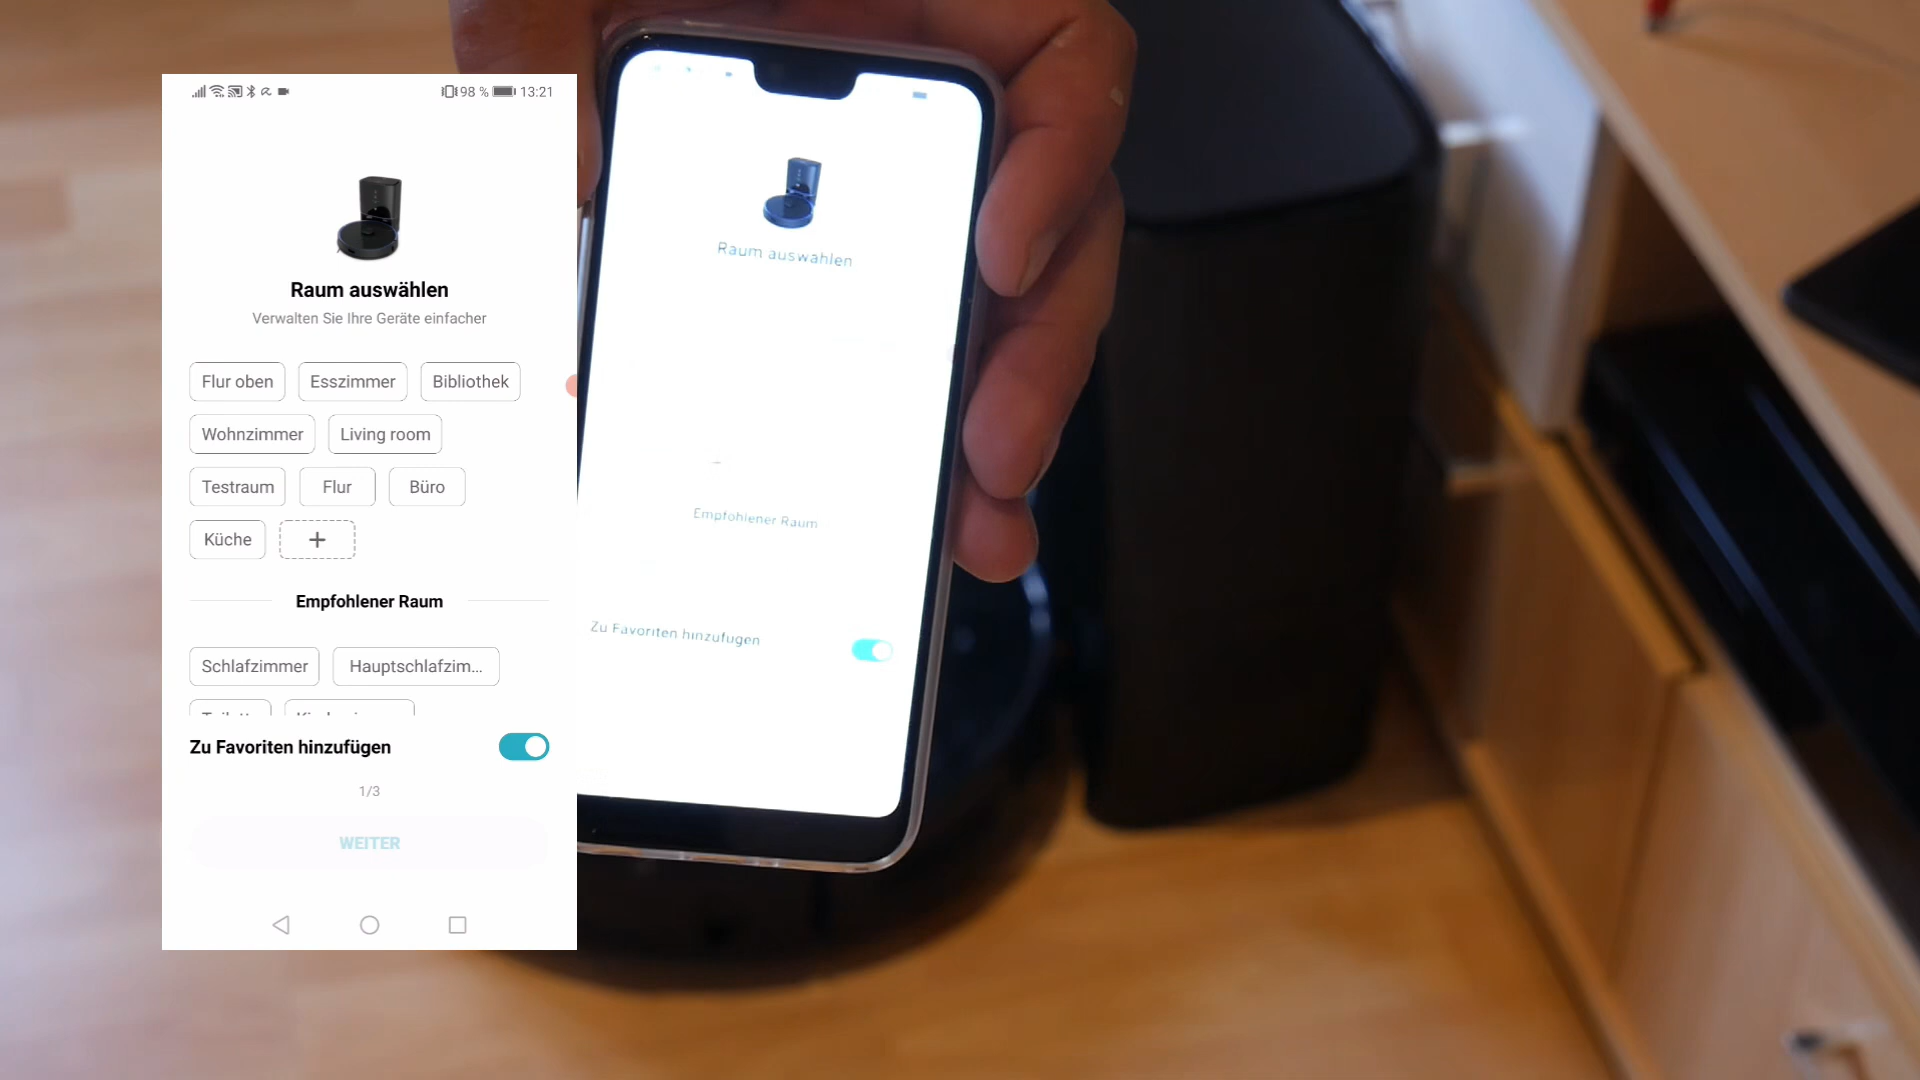 98 % 13:21
Raum auswählen
Verwalten Sie Ihre Geräte einfacher
Flur oben Esszimmer Bibliothek
Wohnzimmer Living room
Testraum Flur Büro
Küche +
Empfohlener Raum
Schlafzimmer Hauptschlafzim...
Zu Favoriten hinzufügen
1/3
WEITER
Raum auswählen
Empfohlener Raum
Zu Favoriten hinzufügen